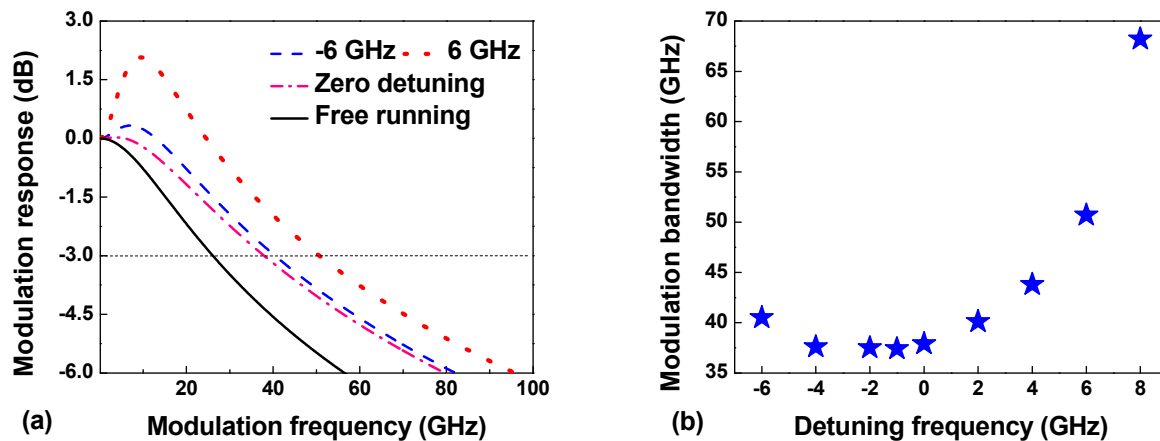 3.0
1.5
0.0
-1.5
-3.0
-4.5
-6.0
Modulation response (dB)
-6 GHz
6 GHz
Zero detuning
Free running
20
40
60
80
100
Modulation frequency (GHz)
(a)
70
65
60
55
50
45
40
35
Modulation bandwidth (GHz)
-6
-4
-2
0
2
4
6
8
Detuning frequency (GHz)
(b)